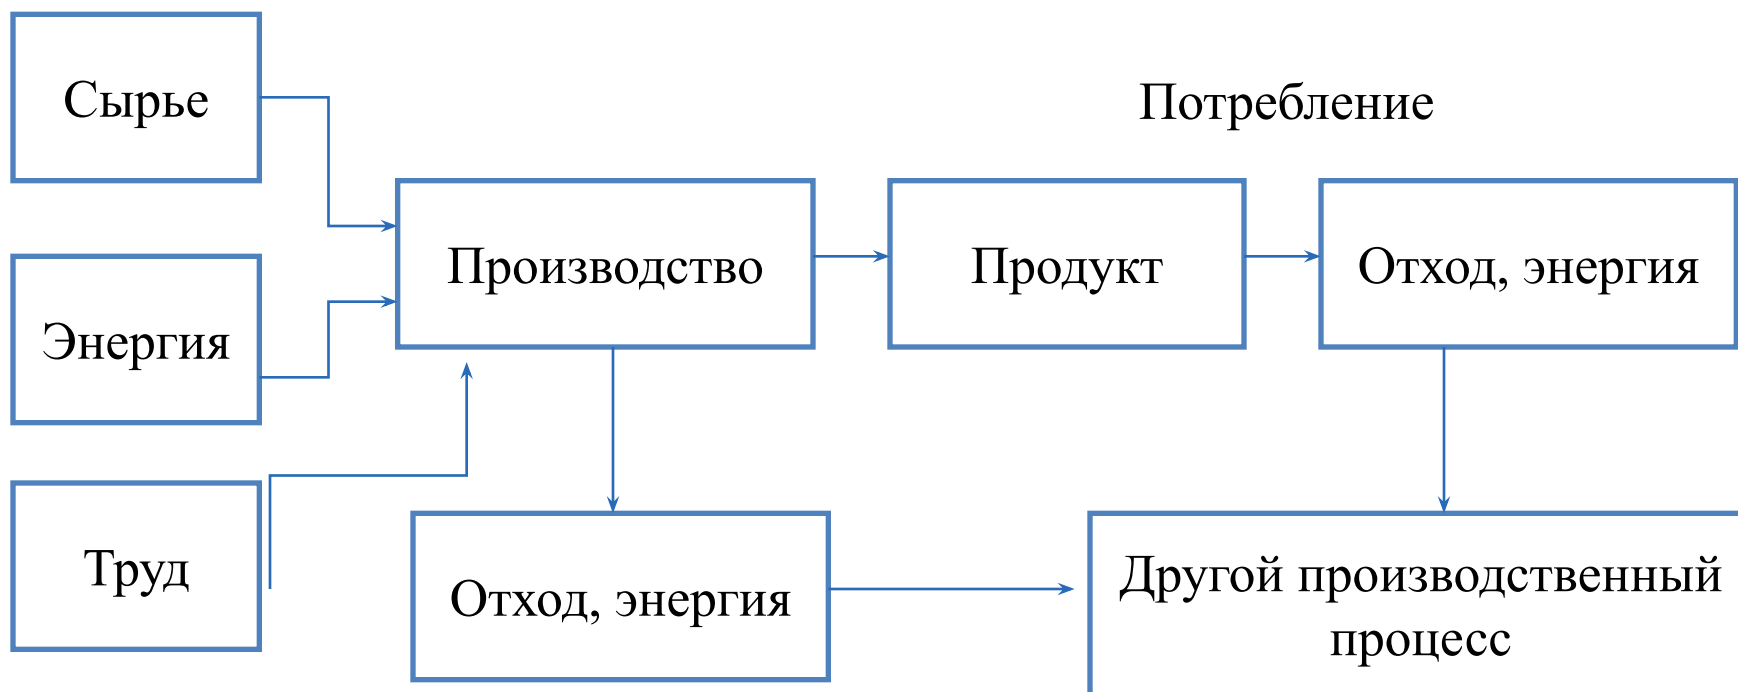 Сырье
Потребление
Производство
Продукт
Отход, энергия
Энергия
Труд
Отход, энергия
Другой производственный
процесс